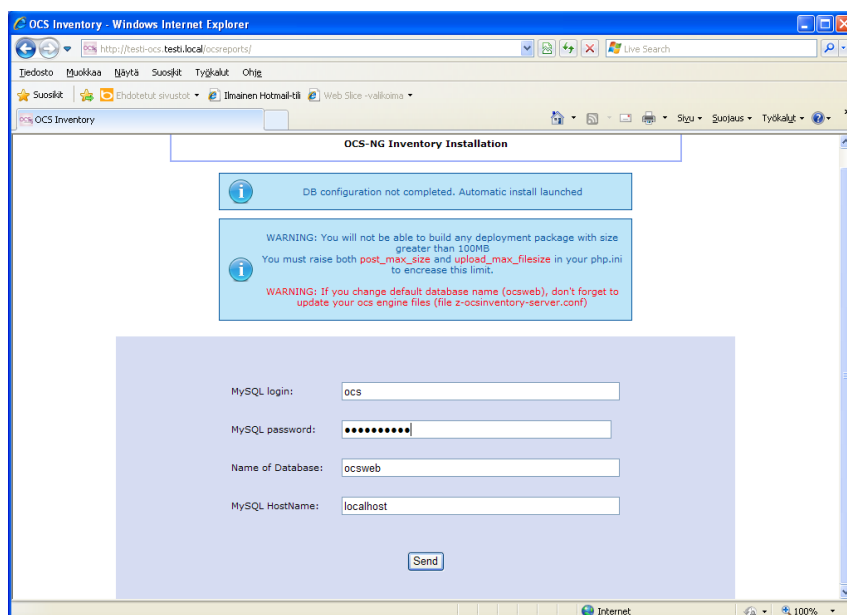 OCS Inventory - Windows Internet Explorer
http://testi-ocs.testi.local/ocsreports/
Live Search
Tiedosto Muokkaa Näytä Suosikit Työkalut Ohje
Suosikit Ehdotetut sivustot Ilmainen Hotmail-tili Web Slice -valikoima
OCS Inventory
Sivu Suojaus Työkalut
OCS-NG Inventory Installation
DB configuration not completed. Automatic install launched
WARNING: You will not be able to build any deployment package with size
greater than 100MB
You must raise both post_max_size and upload_max_filesize in your php.ini
to encrease this limit.
WARNING: If you change default database name (ocsweb), don't forget to
update your ocs engine files (file z-ocsinventory-server.conf)
MySQL login: ocs
MySQL password: ●●●●●●●●●●
Name of Database: ocsweb
MySQL HostName: localhost
Send
Internet 100%